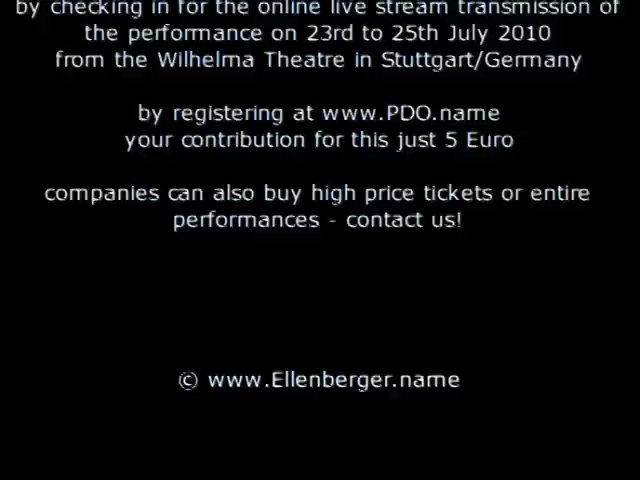 by checking in for the online live stream transmission of
the performance on 23rd to 25th July 2010
from the Wilhelma Theatre in Stuttgart/Germany
by registering at www.PDO.name
your contribution for this just 5 Euro
companies can also buy high price tickets or entire
performances - contact us!
© www.Ellenberger.name